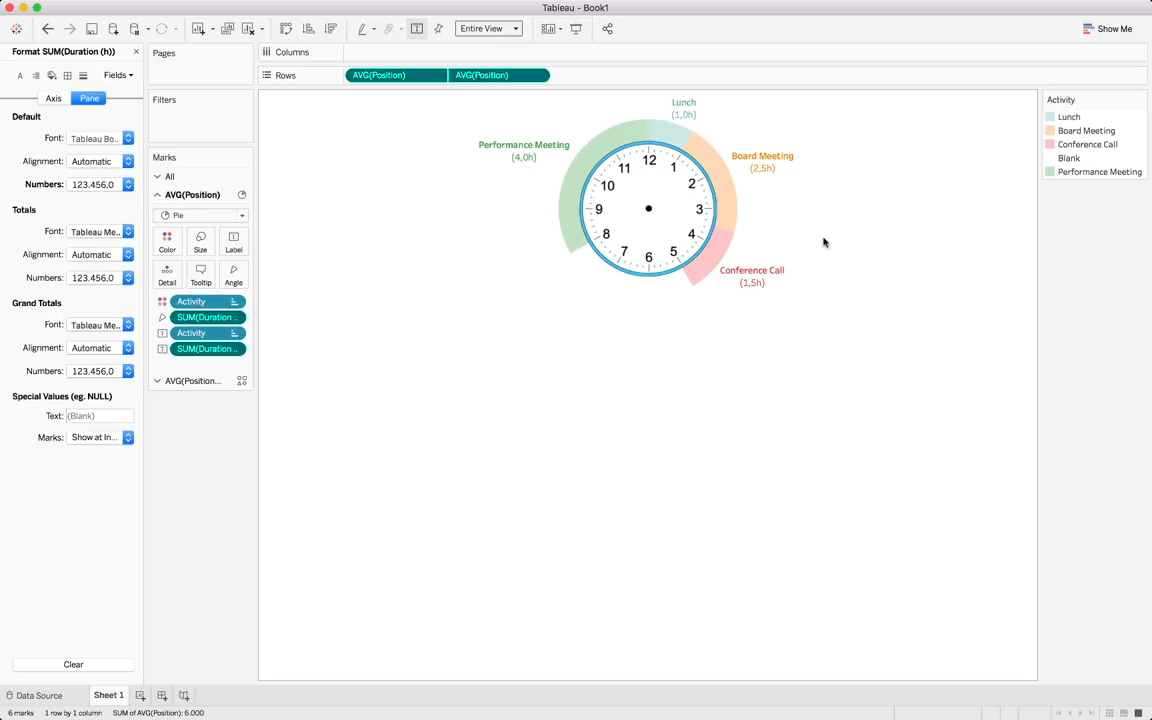 Tableau - Book1
Entire View
Show Me
Format SUM(Duration (h))
Fields
Axis
Pane
Default
Font: Tableau Bo..
Alignment: Automatic
Numbers: 123.456,0
Totals
Font: Tableau Me..
Alignment: Automatic
Numbers: 123.456,0
Grand Totals
Font: Tableau Me..
Alignment: Automatic
Numbers: 123.456,0
Special Values (eg. NULL)
Text: (Blank)
Marks: Show at In...
Clear
Pages
Filters
Marks
All
AVG(Position)
Pie
Color
Size
Label
Detail
Tooltip
Angle
Activity
SUM(Duration ..
Activity
SUM(Duration ..
AVG(Position...
Columns
Rows
AVG(Position)
AVG(Position)
Lunch
(1,0h)
Performance Meeting
(4,0h)
Board Meeting
(2,5h)
Conference Call
(1,5h)
12
1
2
3
4
5
6
7
8
9
10
11
Activity
Lunch
Board Meeting
Conference Call
Blank
Performance Meeting
Data Source
Sheet 1
6 marks
1 row by 1 column
SUM of AVG(Position): 6.000